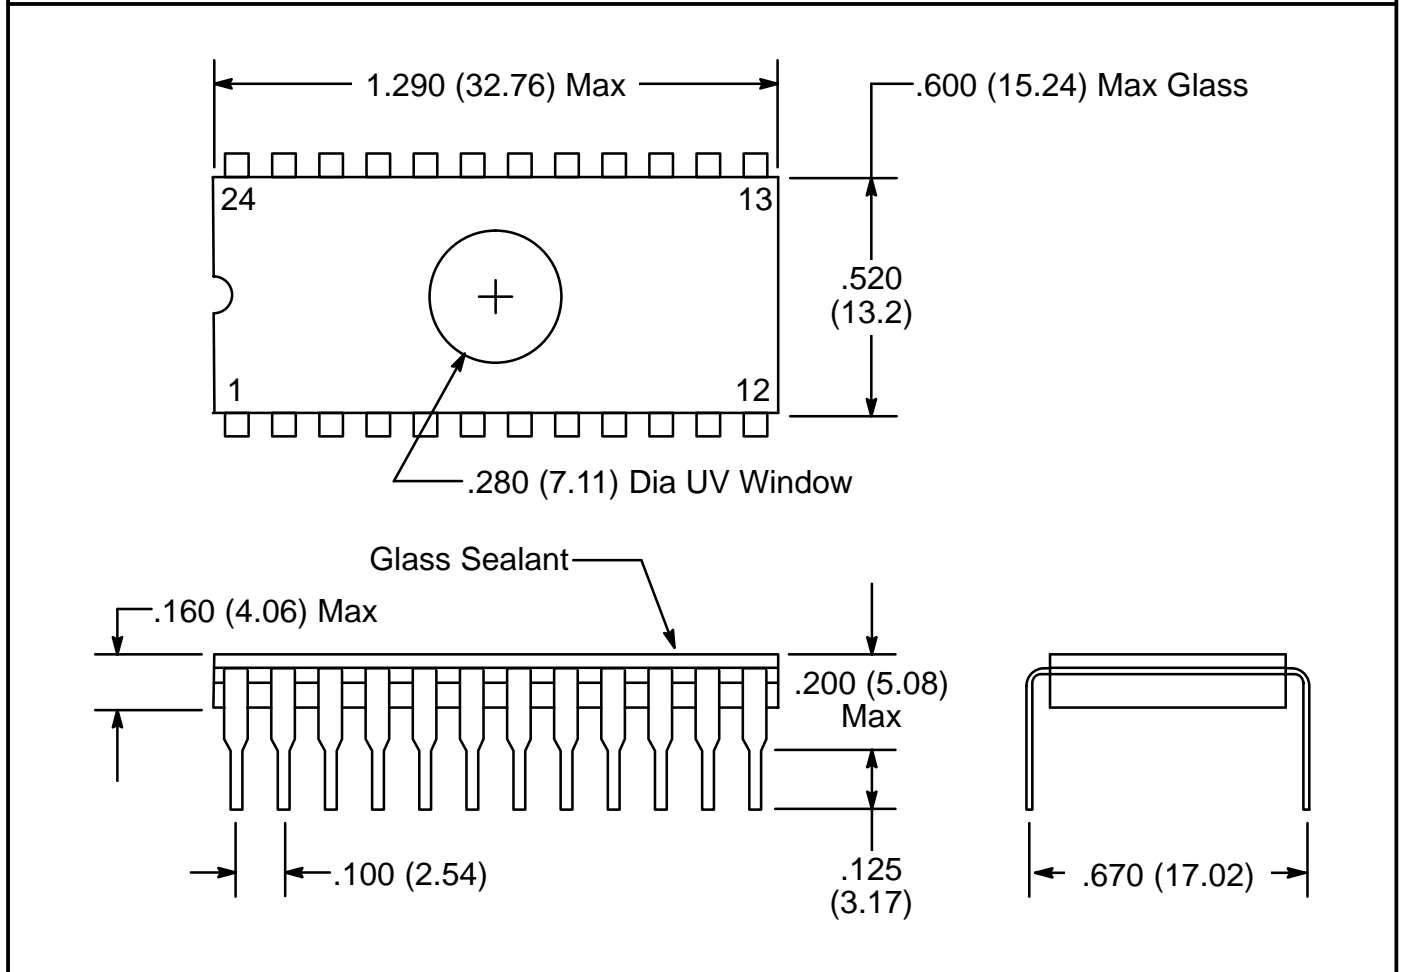 1.290 (32.76) Max
.600 (15.24) Max Glass
24
13
.520
(13.2)
1
12
.280 (7.11) Dia UV Window
Glass Sealant
.160 (4.06) Max
.200 (5.08)
Max
.100 (2.54)
.125
(3.17)
.670 (17.02)